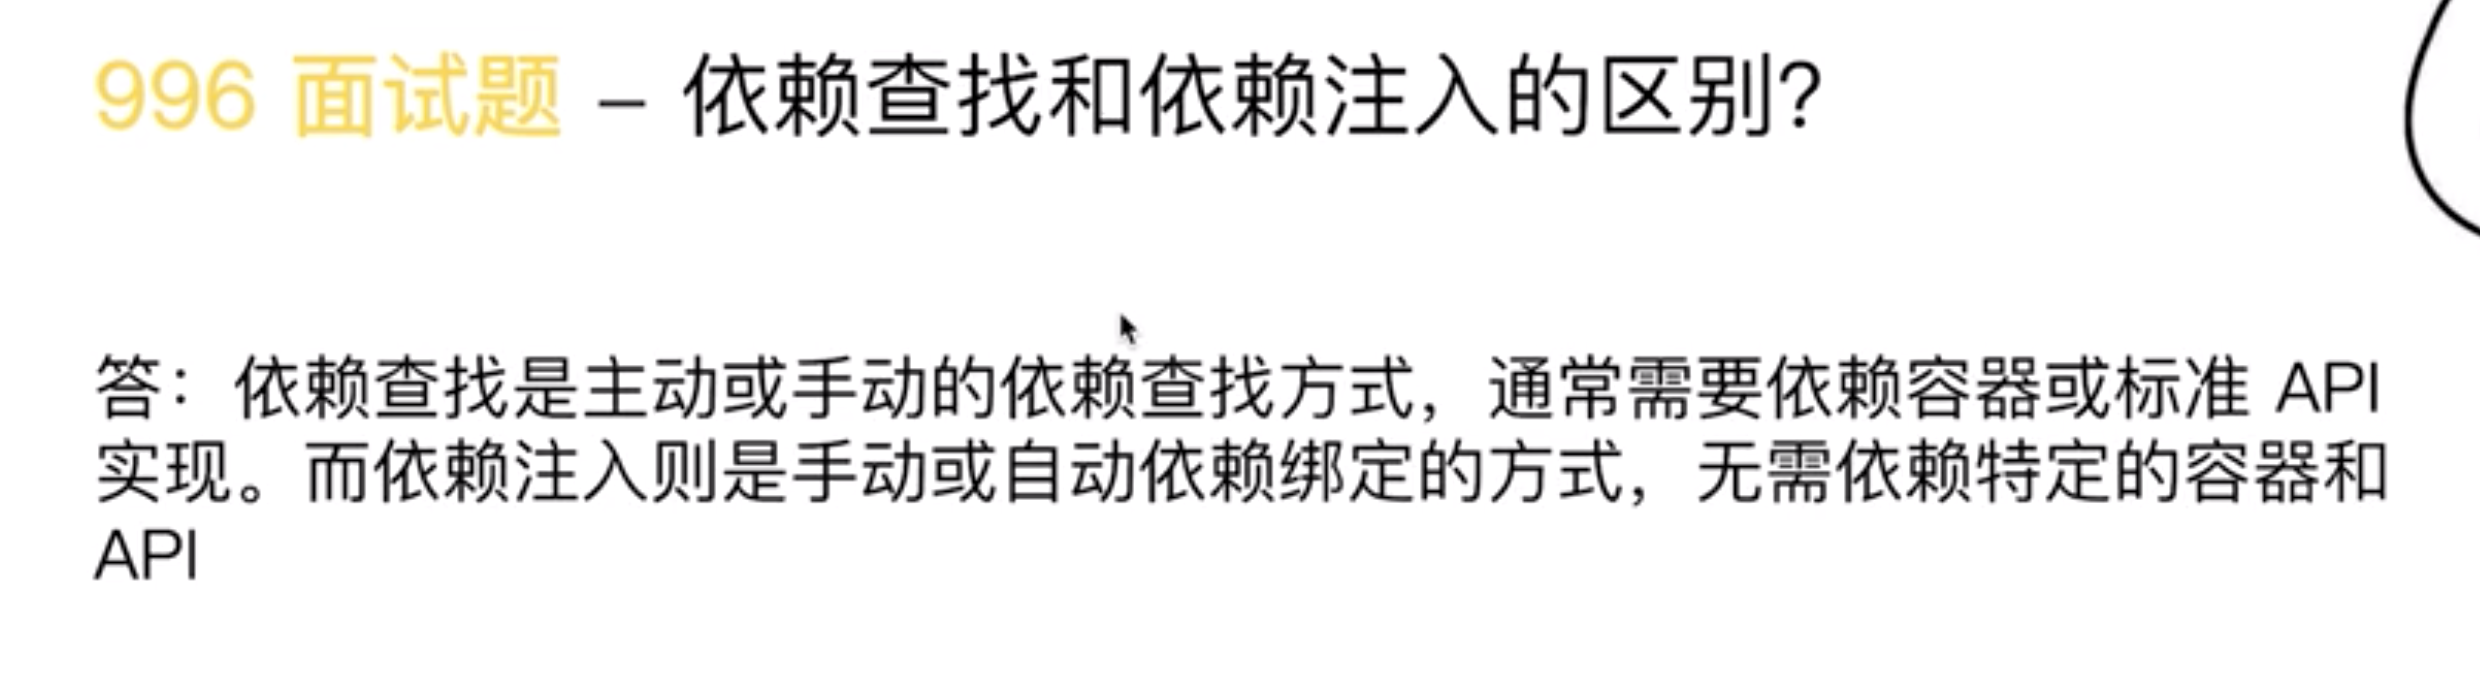 996 面试题 – 依赖查找和依赖注入的区别?
答：依赖查找是主动或手动的依赖查找方式，通常需要依赖容器或标准 API
实现。而依赖注入则是手动或自动依赖绑定的方式，无需依赖特定的容器和
API